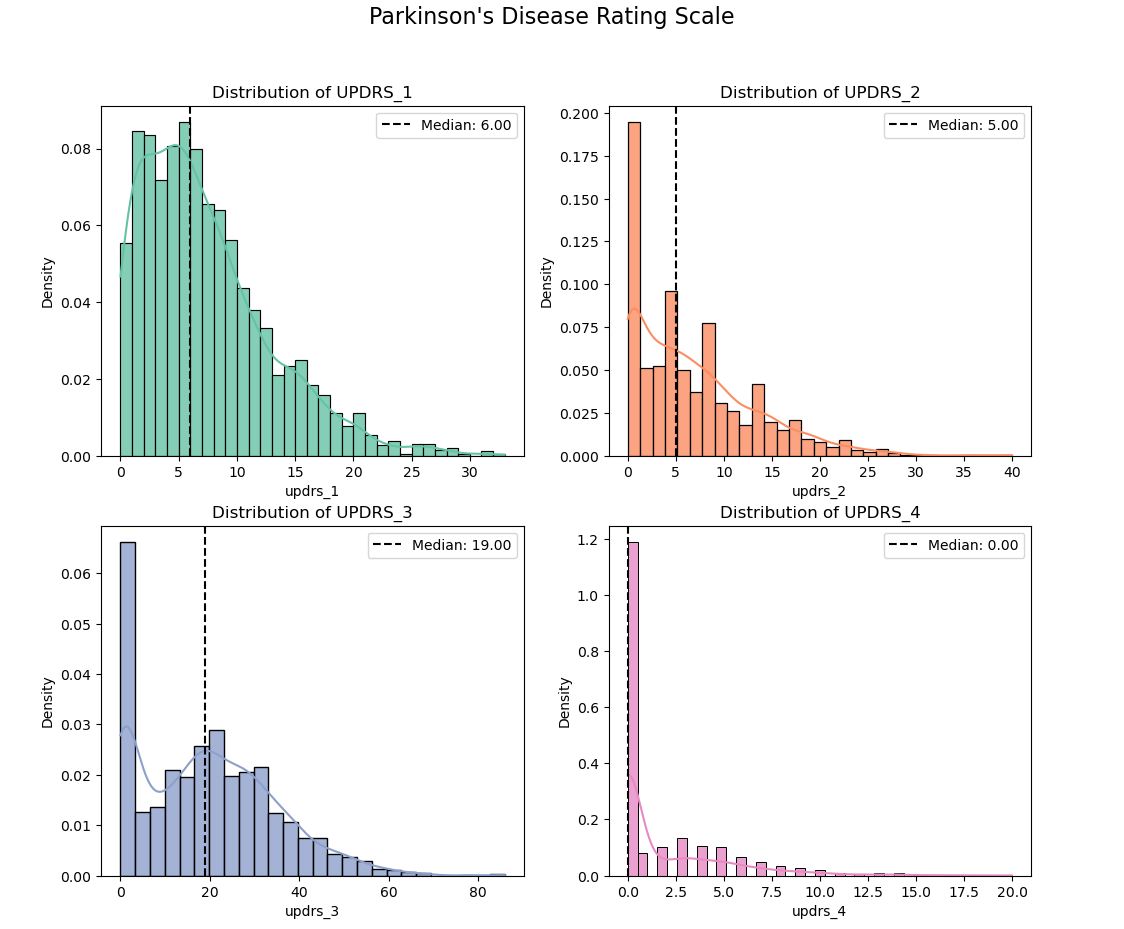 Parkinson's Disease Rating Scale
Distribution of UPDRS_1
Median: 6.00
Density
0.08
0.06
0.04
0.02
0.00
0 5 10 15 20 25 30
updrs_1
Distribution of UPDRS_2
Median: 5.00
Density
0.200
0.175
0.150
0.125
0.100
0.075
0.050
0.025
0.000
0 5 10 15 20 25 30 35 40
updrs_2
Distribution of UPDRS_3
Median: 19.00
Density
0.06
0.05
0.04
0.03
0.02
0.01
0.00
0 20 40 60 80
updrs_3
Distribution of UPDRS_4
Median: 0.00
Density
1.2
1.0
0.8
0.6
0.4
0.2
0.0
0.0 2.5 5.0 7.5 10.0 12.5 15.0 17.5 20.0
updrs_4